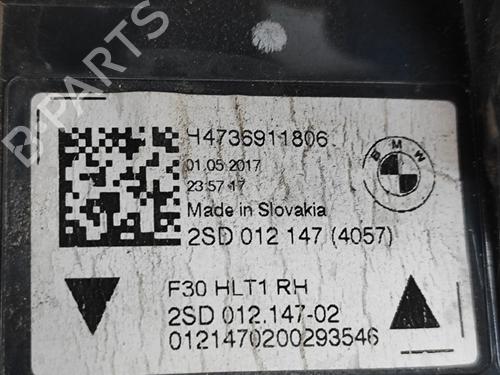 H4736911806
01.05.2017
23:57:17
BMW
Made in Slovakia
2SD 012 147 (4057)
F30 HLT1 RH
2SD 012.147-02
01214700200293546
B-PARTS